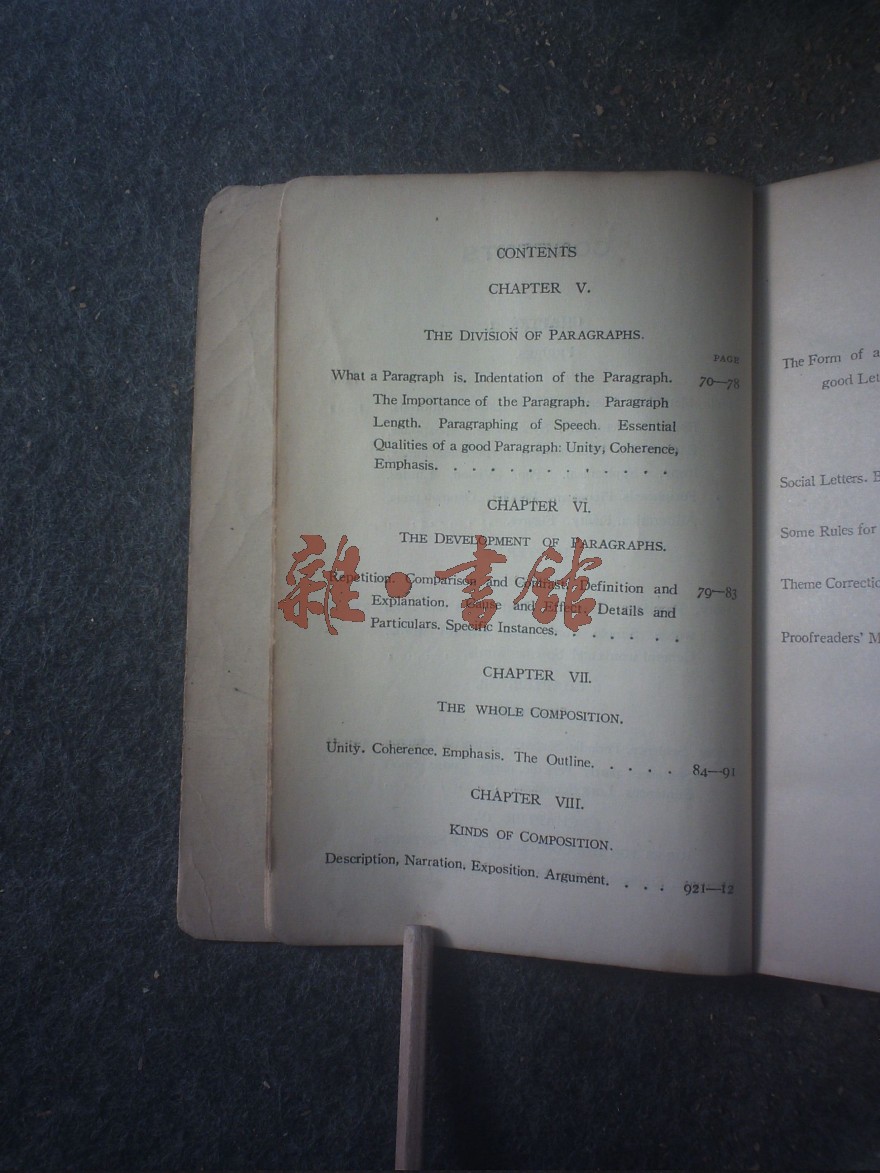 CONTENTS
CHAPTER V.
THE DIVISION OF PARAGRAPHS.
PAGE
What a Paragraph is. Indentation of the Paragraph. 70—78
The Importance of the Paragraph. Paragraph
Length. Paragraphing of Speech. Essential
Qualities of a good Paragraph: Unity, Coherence,
Emphasis. . . . . . . . . . . .
CHAPTER VI.
THE DEVELOPMENT OF PARAGRAPHS.
Repetition. Comparison and Contrast. Definition and 79—83
Explanation. Cause and Effect. Details and
Particulars. Specific Instances. . . . . . .
CHAPTER VII.
THE WHOLE COMPOSITION.
Unity. Coherence. Emphasis. The Outline. . . . . 84—91
CHAPTER VIII.
KINDS OF COMPOSITION.
Description, Narration, Exposition. Argument. . . . 921—12
雜·書館
The Form of a
good Let
Social Letters. B
Some Rules for
Theme Correctio
Proofreaders' M